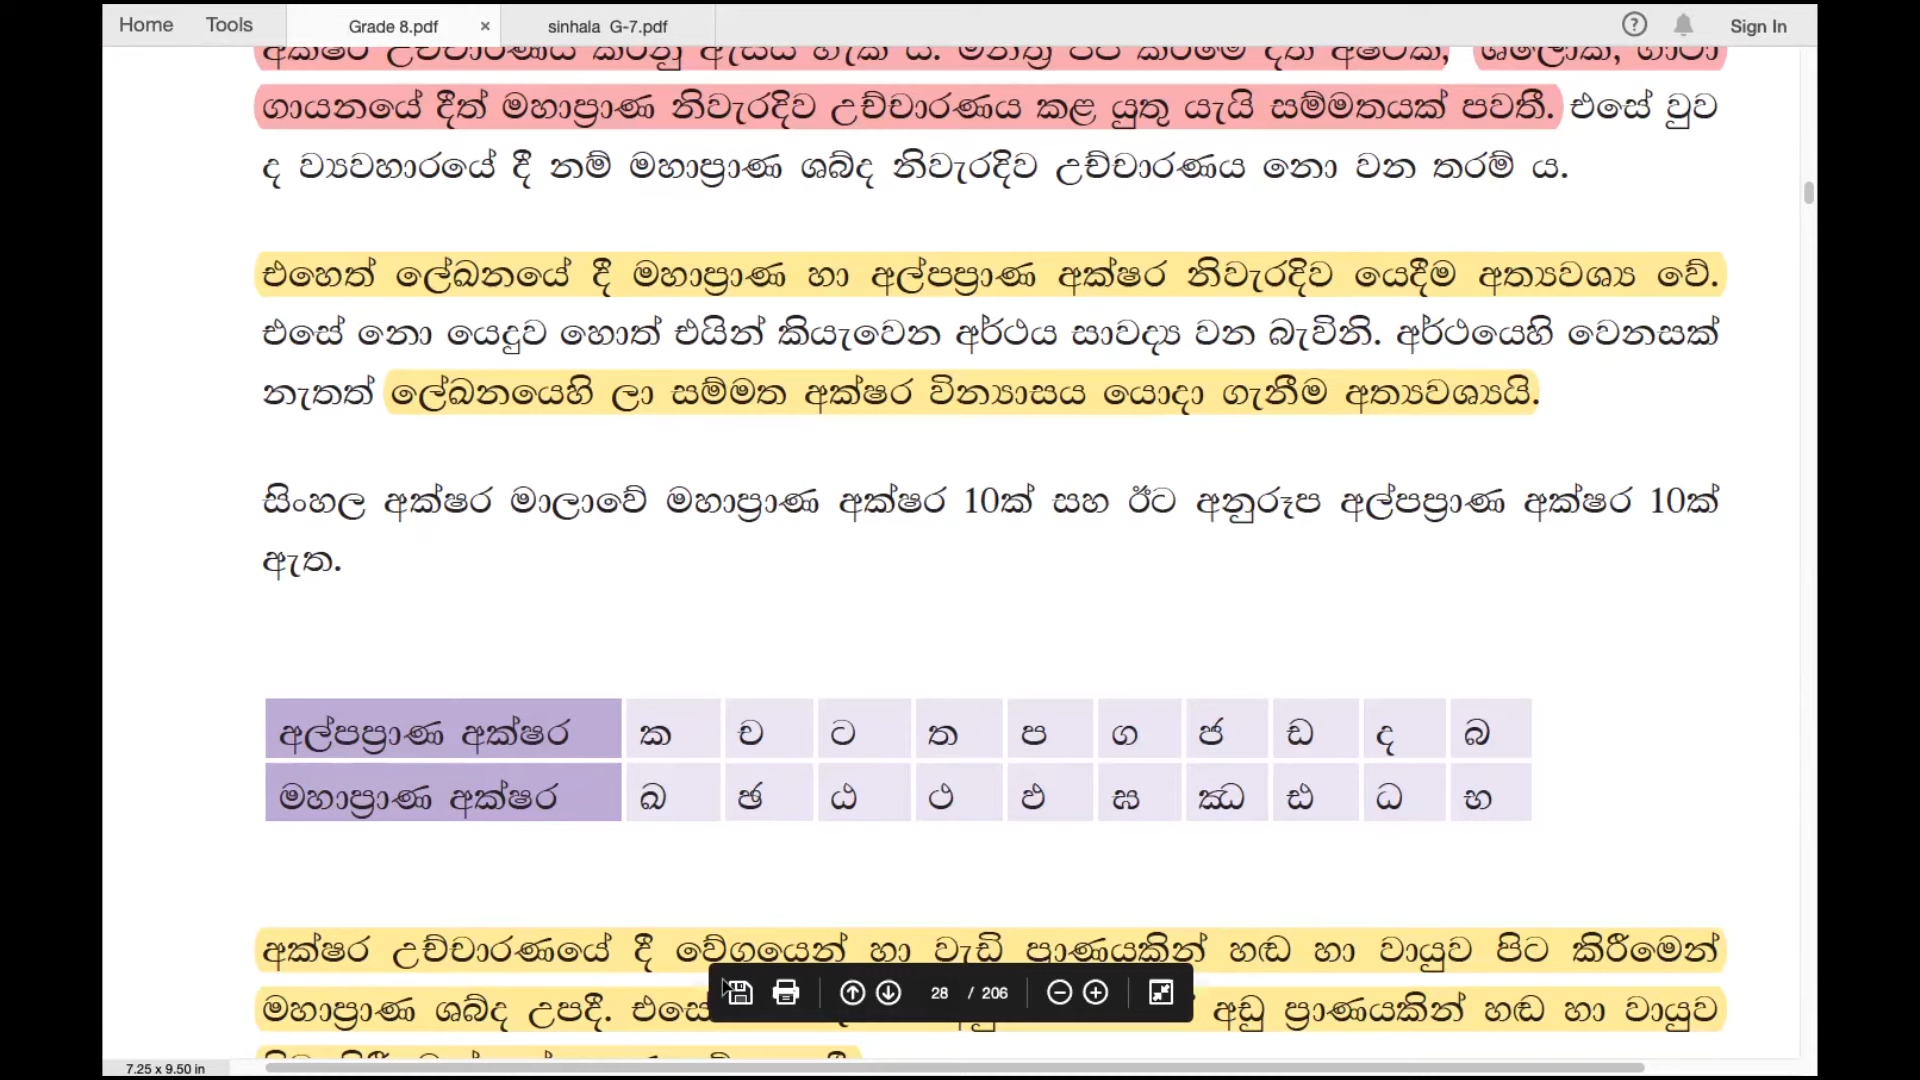 Home Tools Grade 8.pdf × sinhala G-7.pdf ? Sign In
ගායනයේ දීත් මහාප්‍රාණ නිවැරදිව උච්චාරණය කළ යුතු යැයි සම්මතයක් පවතී. එසේ වුව
ද ව්‍යවහාරයේ දී නම් මහාප්‍රාණ ශබ්ද නිවැරදිව උච්චාරණය නො වන තරම් ය.
එහෙත් ලේඛනයේ දී මහාප්‍රාණ හා අල්පප්‍රාණ අක්ෂර නිවැරදිව යෙදීම අත්‍යවශ්‍ය වේ.
එසේ නො යෙදුව හොත් එයින් කියැවෙන අර්ථය සාවද්‍ය වන බැවිනි. අර්ථයෙහි වෙනසක්
නැතත් ලේඛනයෙහි ලා සම්මත අක්ෂර වින්‍යාසය යොදා ගැනීම අත්‍යවශ්‍යයි.
සිංහල අක්ෂර මාලාවේ මහාප්‍රාණ අක්ෂර 10ක් සහ ඊට අනුරූප අල්පප්‍රාණ අක්ෂර 10ක්
ඇත.
අල්පප්‍රාණ අක්ෂර ක ච ට ත ප ග ජ ඩ ද බ
මහාප්‍රාණ අක්ෂර ඛ ඡ ඨ ථ ඵ ඝ ඣ ඪ ධ භ
අක්ෂර උච්චාරණයේ දී වේගයෙන් හා වැඩි ප්‍රාණයකින් හඬ හා වායුව පිට කිරීමෙන්
මහාප්‍රාණ ශබ්ද උපදී. එසේ අඩු ප්‍රාණයකින් හඬ හා වායුව
28 / 206
7.25 x 9.50 in